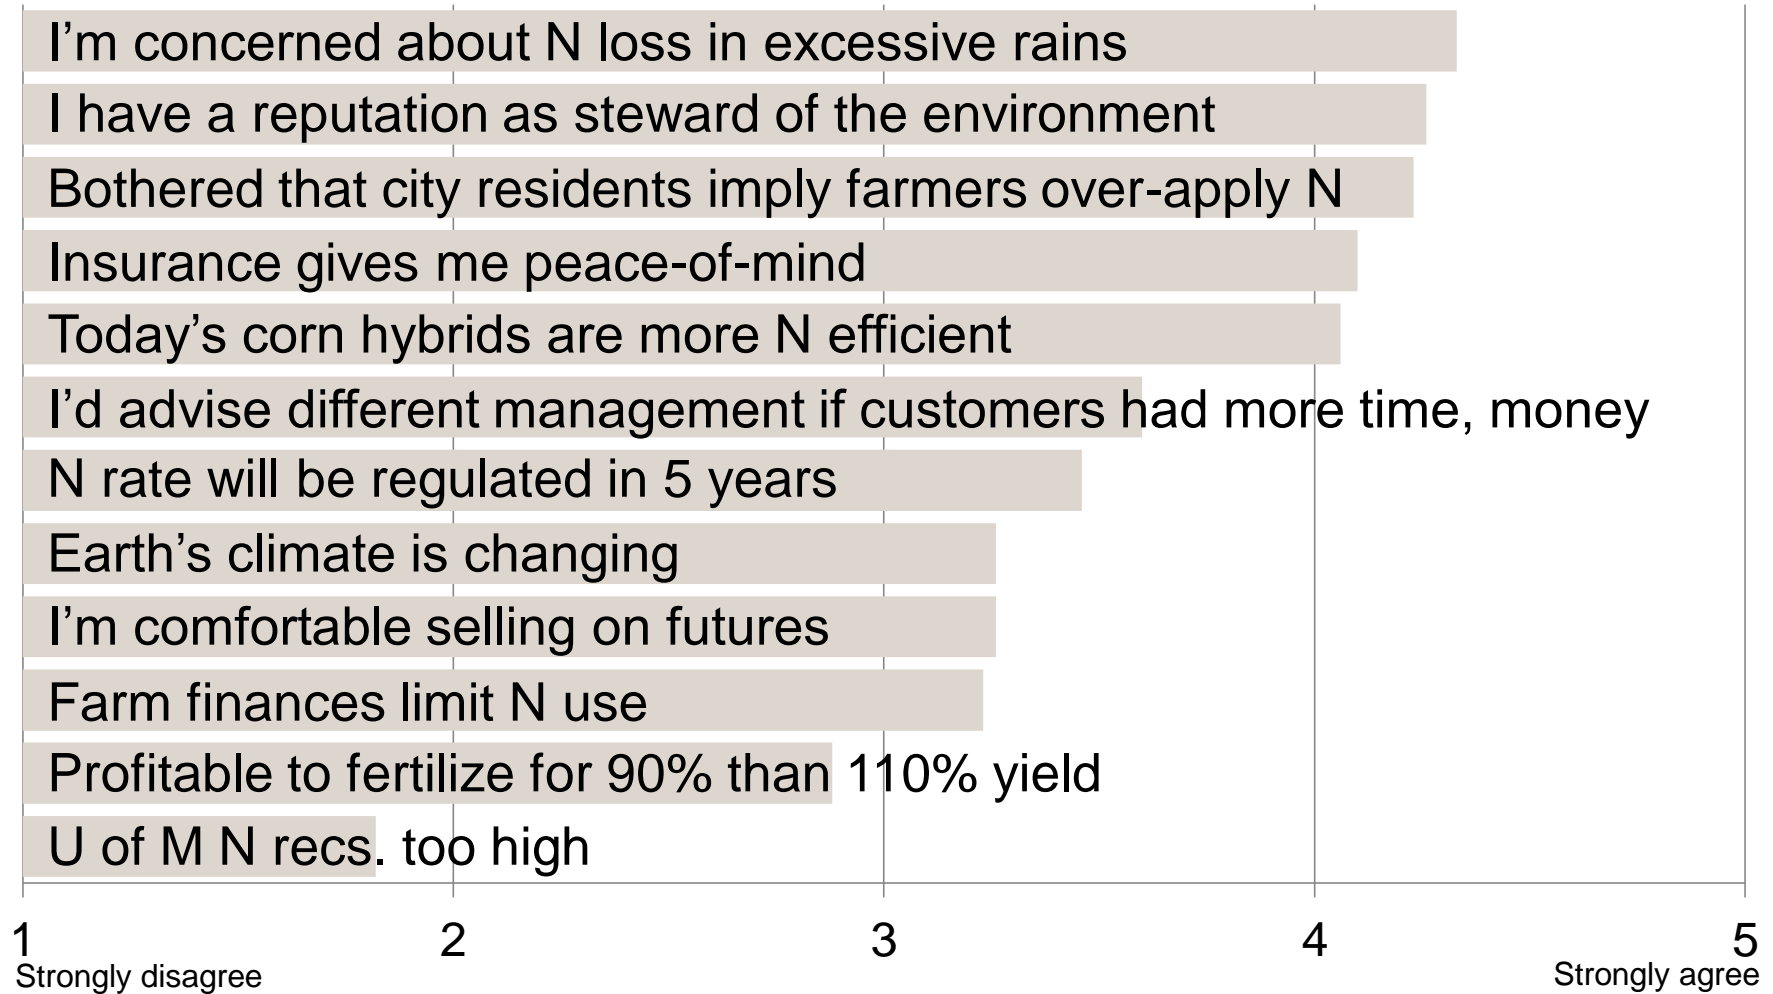 I’m concerned about N loss in excessive rains
I have a reputation as steward of the environment
Bothered that city residents imply farmers over-apply N
Insurance gives me peace-of-mind
Today’s corn hybrids are more N efficient
I’d advise different management if customers had more time, money
N rate will be regulated in 5 years
Earth’s climate is changing
I’m comfortable selling on futures
Farm finances limit N use
Profitable to fertilize for 90% than 110% yield
U of M N recs. too high
1 2 3 4 5
Strongly disagree Strongly agree